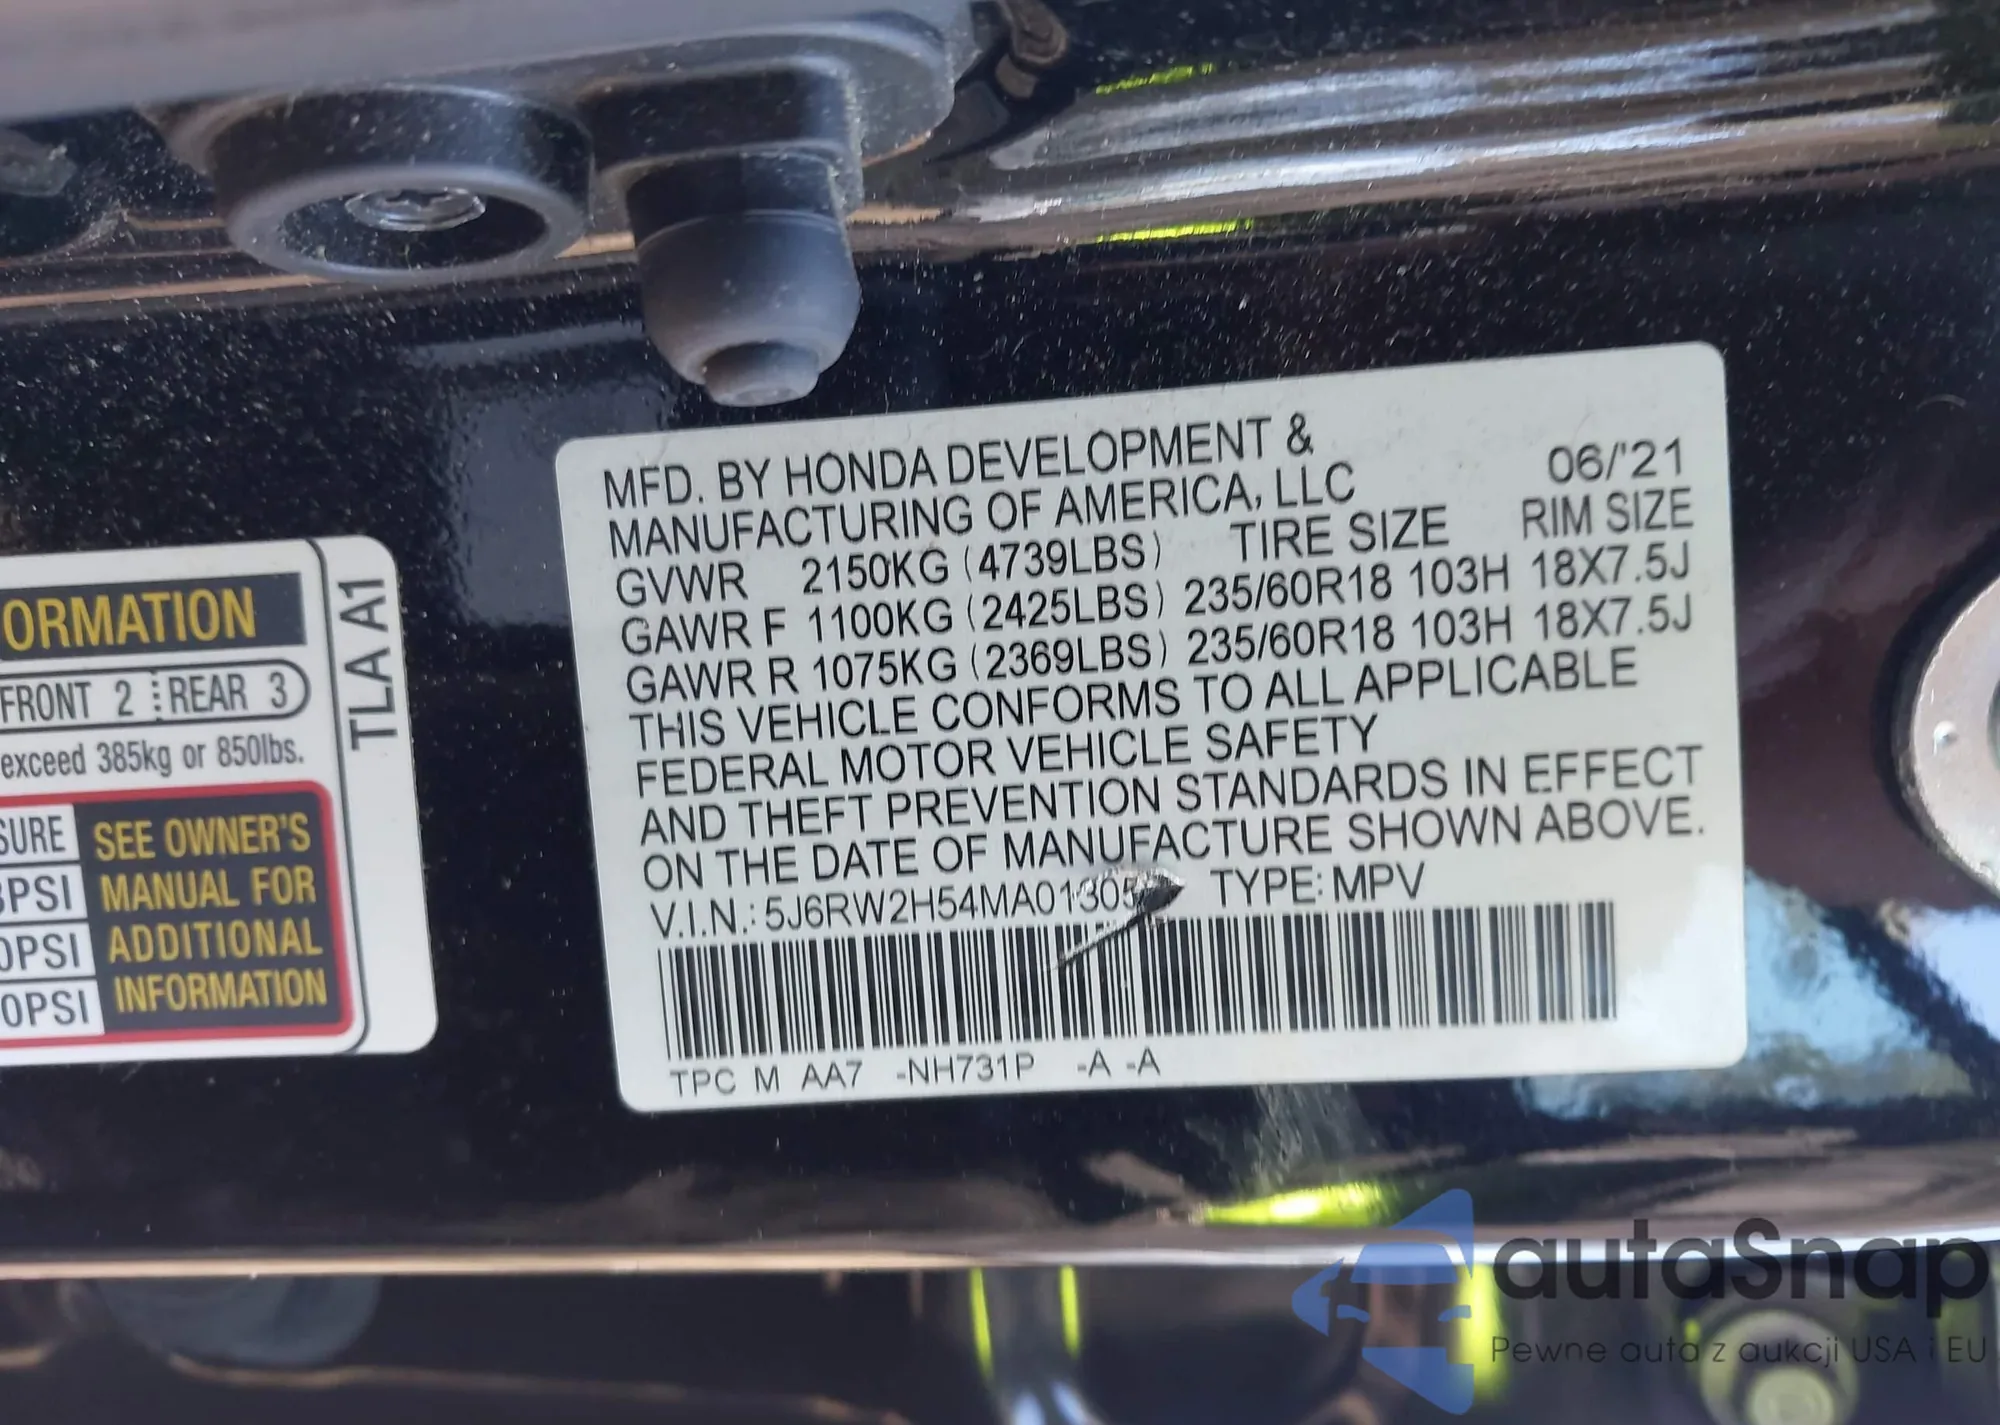 MFD. BY HONDA DEVELOPMENT &
MANUFACTURING OF AMERICA, LLC 06/'21
GVWR 2150KG (4739LBS) TIRE SIZE RIM SIZE
GAWR F 1100KG (2425LBS) 235/60R18 103H 18X7.5J
GAWR R 1075KG (2369LBS) 235/60R18 103H 18X7.5J
THIS VEHICLE CONFORMS TO ALL APPLICABLE
FEDERAL MOTOR VEHICLE SAFETY
AND THEFT PREVENTION STANDARDS IN EFFECT
ON THE DATE OF MANUFACTURE SHOWN ABOVE.
V.I.N.: TYPE: MPV
TPC M AA7 -NH731P -A -A
ORMATION
FRONT 2 REAR 3
exceed 385kg or 850lbs.
SURE
PSI
0PSI
0PSI
SEE OWNER'S
MANUAL FOR
ADDITIONAL
INFORMATION
TLA A1
autaSnap
Pewne auta z aukcji USA i EU